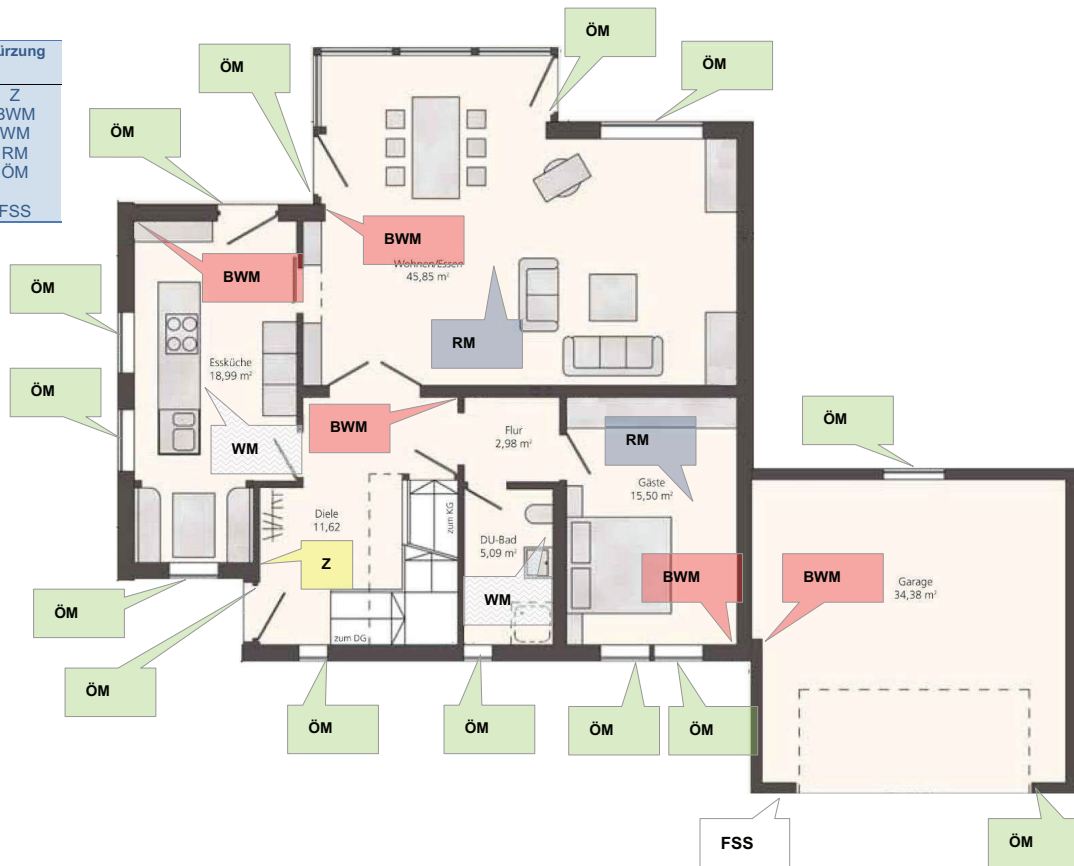 ürzung
Z
BWM
WM
RM
ÖM
FSS
ÖM
ÖM
ÖM
ÖM
ÖM
BWM
Wohnen/Essen
45,85 m²
BWM
ÖM
RM
Essküche
18,99 m²
ÖM
BWM
WM
Flur
2,98 m²
RM
ÖM
Gäste
15,50 m²
Diele
11,62
zum KG
DU-Bad
5,09 m²
Z
BWM
BWM
Garage
34,38 m²
WM
ÖM
zum DG
ÖM
ÖM
ÖM
ÖM
ÖM
FSS
ÖM